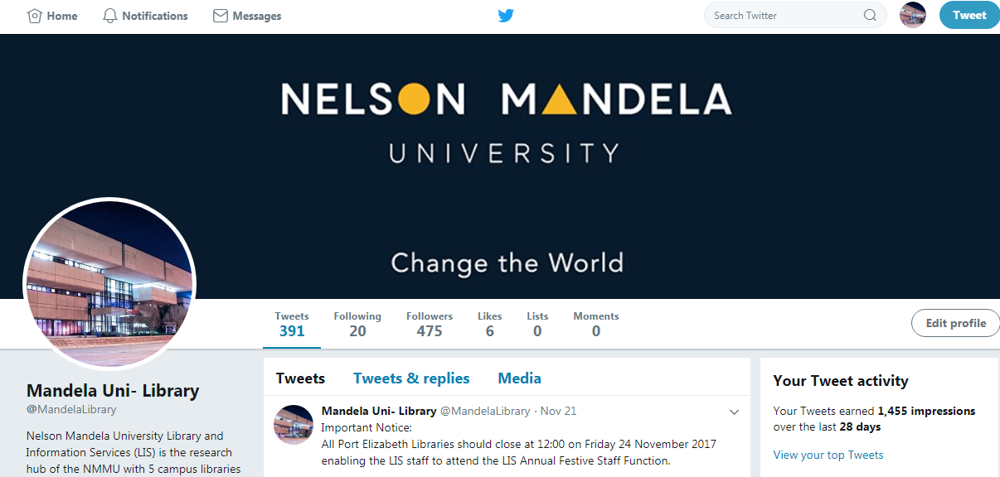 Home Notifications Messages Search Twitter Tweet
NELSON MANDELA
UNIVERSITY
Change the World
Tweets Following Followers Likes Lists Moments
391 20 475 6 0 0
Edit profile
Mandela Uni- Library
@MandelaLibrary
Nelson Mandela University Library and
Information Services (LIS) is the research
hub of the NMMU with 5 campus libraries
Tweets Tweets & replies Media
Mandela Uni- Library @MandelaLibrary · Nov 21
Important Notice:
All Port Elizabeth Libraries should close at 12:00 on Friday 24 November 2017
enabling the LIS staff to attend the LIS Annual Festive Staff Function.
Your Tweet activity
Your Tweets earned 1,455 impressions
over the last 28 days
View your top Tweets